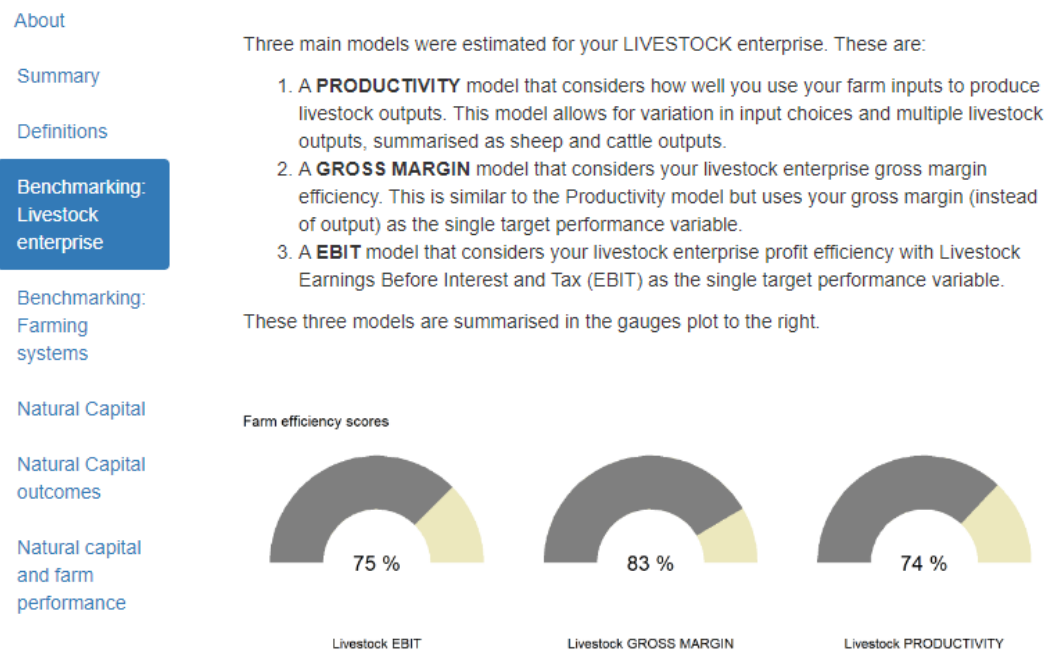 About
Summary
Definitions
Benchmarking:
Livestock
enterprise
Benchmarking:
Farming
systems
Natural Capital
Natural Capital
outcomes
Natural capital
and farm
performance
Three main models were estimated for your LIVESTOCK enterprise. These are:
1. A PRODUCTIVITY model that considers how well you use your farm inputs to produce
livestock outputs. This model allows for variation in input choices and multiple livestock
outputs, summarised as sheep and cattle outputs.
2. A GROSS MARGIN model that considers your livestock enterprise gross margin
efficiency. This is similar to the Productivity model but uses your gross margin (instead
of output) as the single target performance variable.
3. A EBIT model that considers your livestock enterprise profit efficiency with Livestock
Earnings Before Interest and Tax (EBIT) as the single target performance variable.
These three models are summarised in the gauges plot to the right.
Farm efficiency scores
75 %
83 %
74 %
Livestock EBIT
Livestock GROSS MARGIN
Livestock PRODUCTIVITY